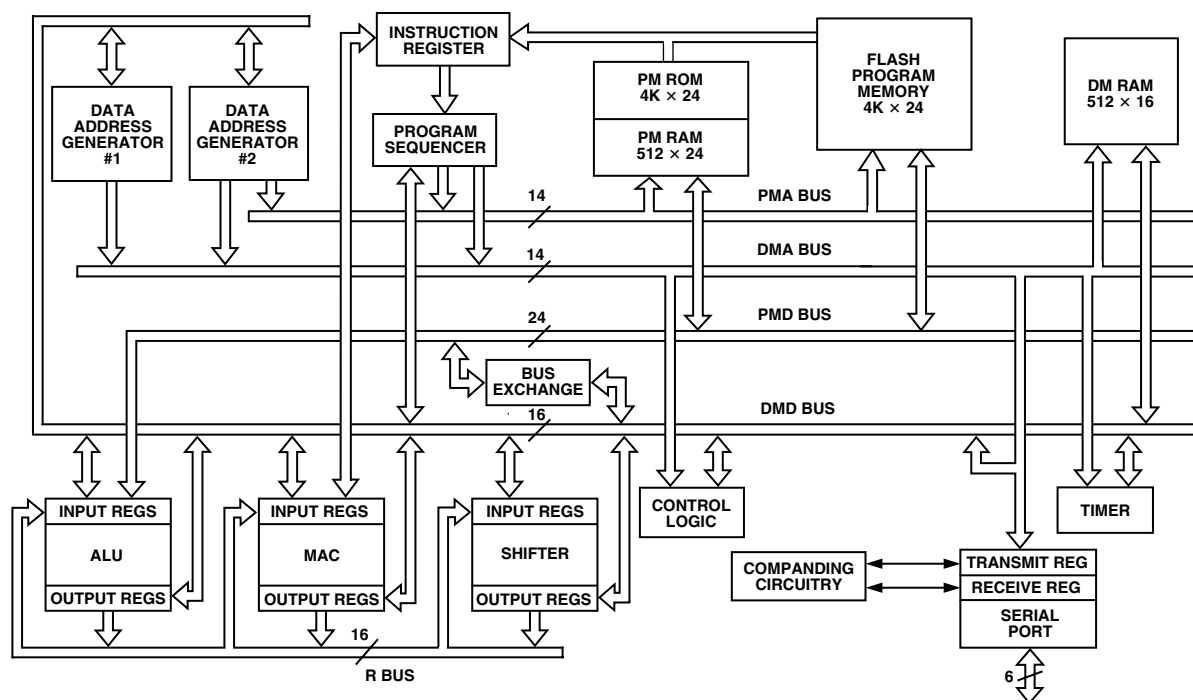 INSTRUCTION
REGISTER
DATA
ADDRESS
GENERATOR
#1
DATA
ADDRESS
GENERATOR
#2
PROGRAM
SEQUENCER
PM ROM
4K × 24
PM RAM
512 × 24
FLASH
PROGRAM
MEMORY
4K × 24
DM RAM
512 × 16
14
PMA BUS
14
DMA BUS
24
PMD BUS
BUS
EXCHANGE
16
DMD BUS
INPUT REGS
ALU
OUTPUT REGS
INPUT REGS
MAC
OUTPUT REGS
INPUT REGS
SHIFTER
OUTPUT REGS
CONTROL
LOGIC
TIMER
COMPANDING
CIRCUITRY
TRANSMIT REG
RECEIVE REG
SERIAL
PORT
16
R BUS
6